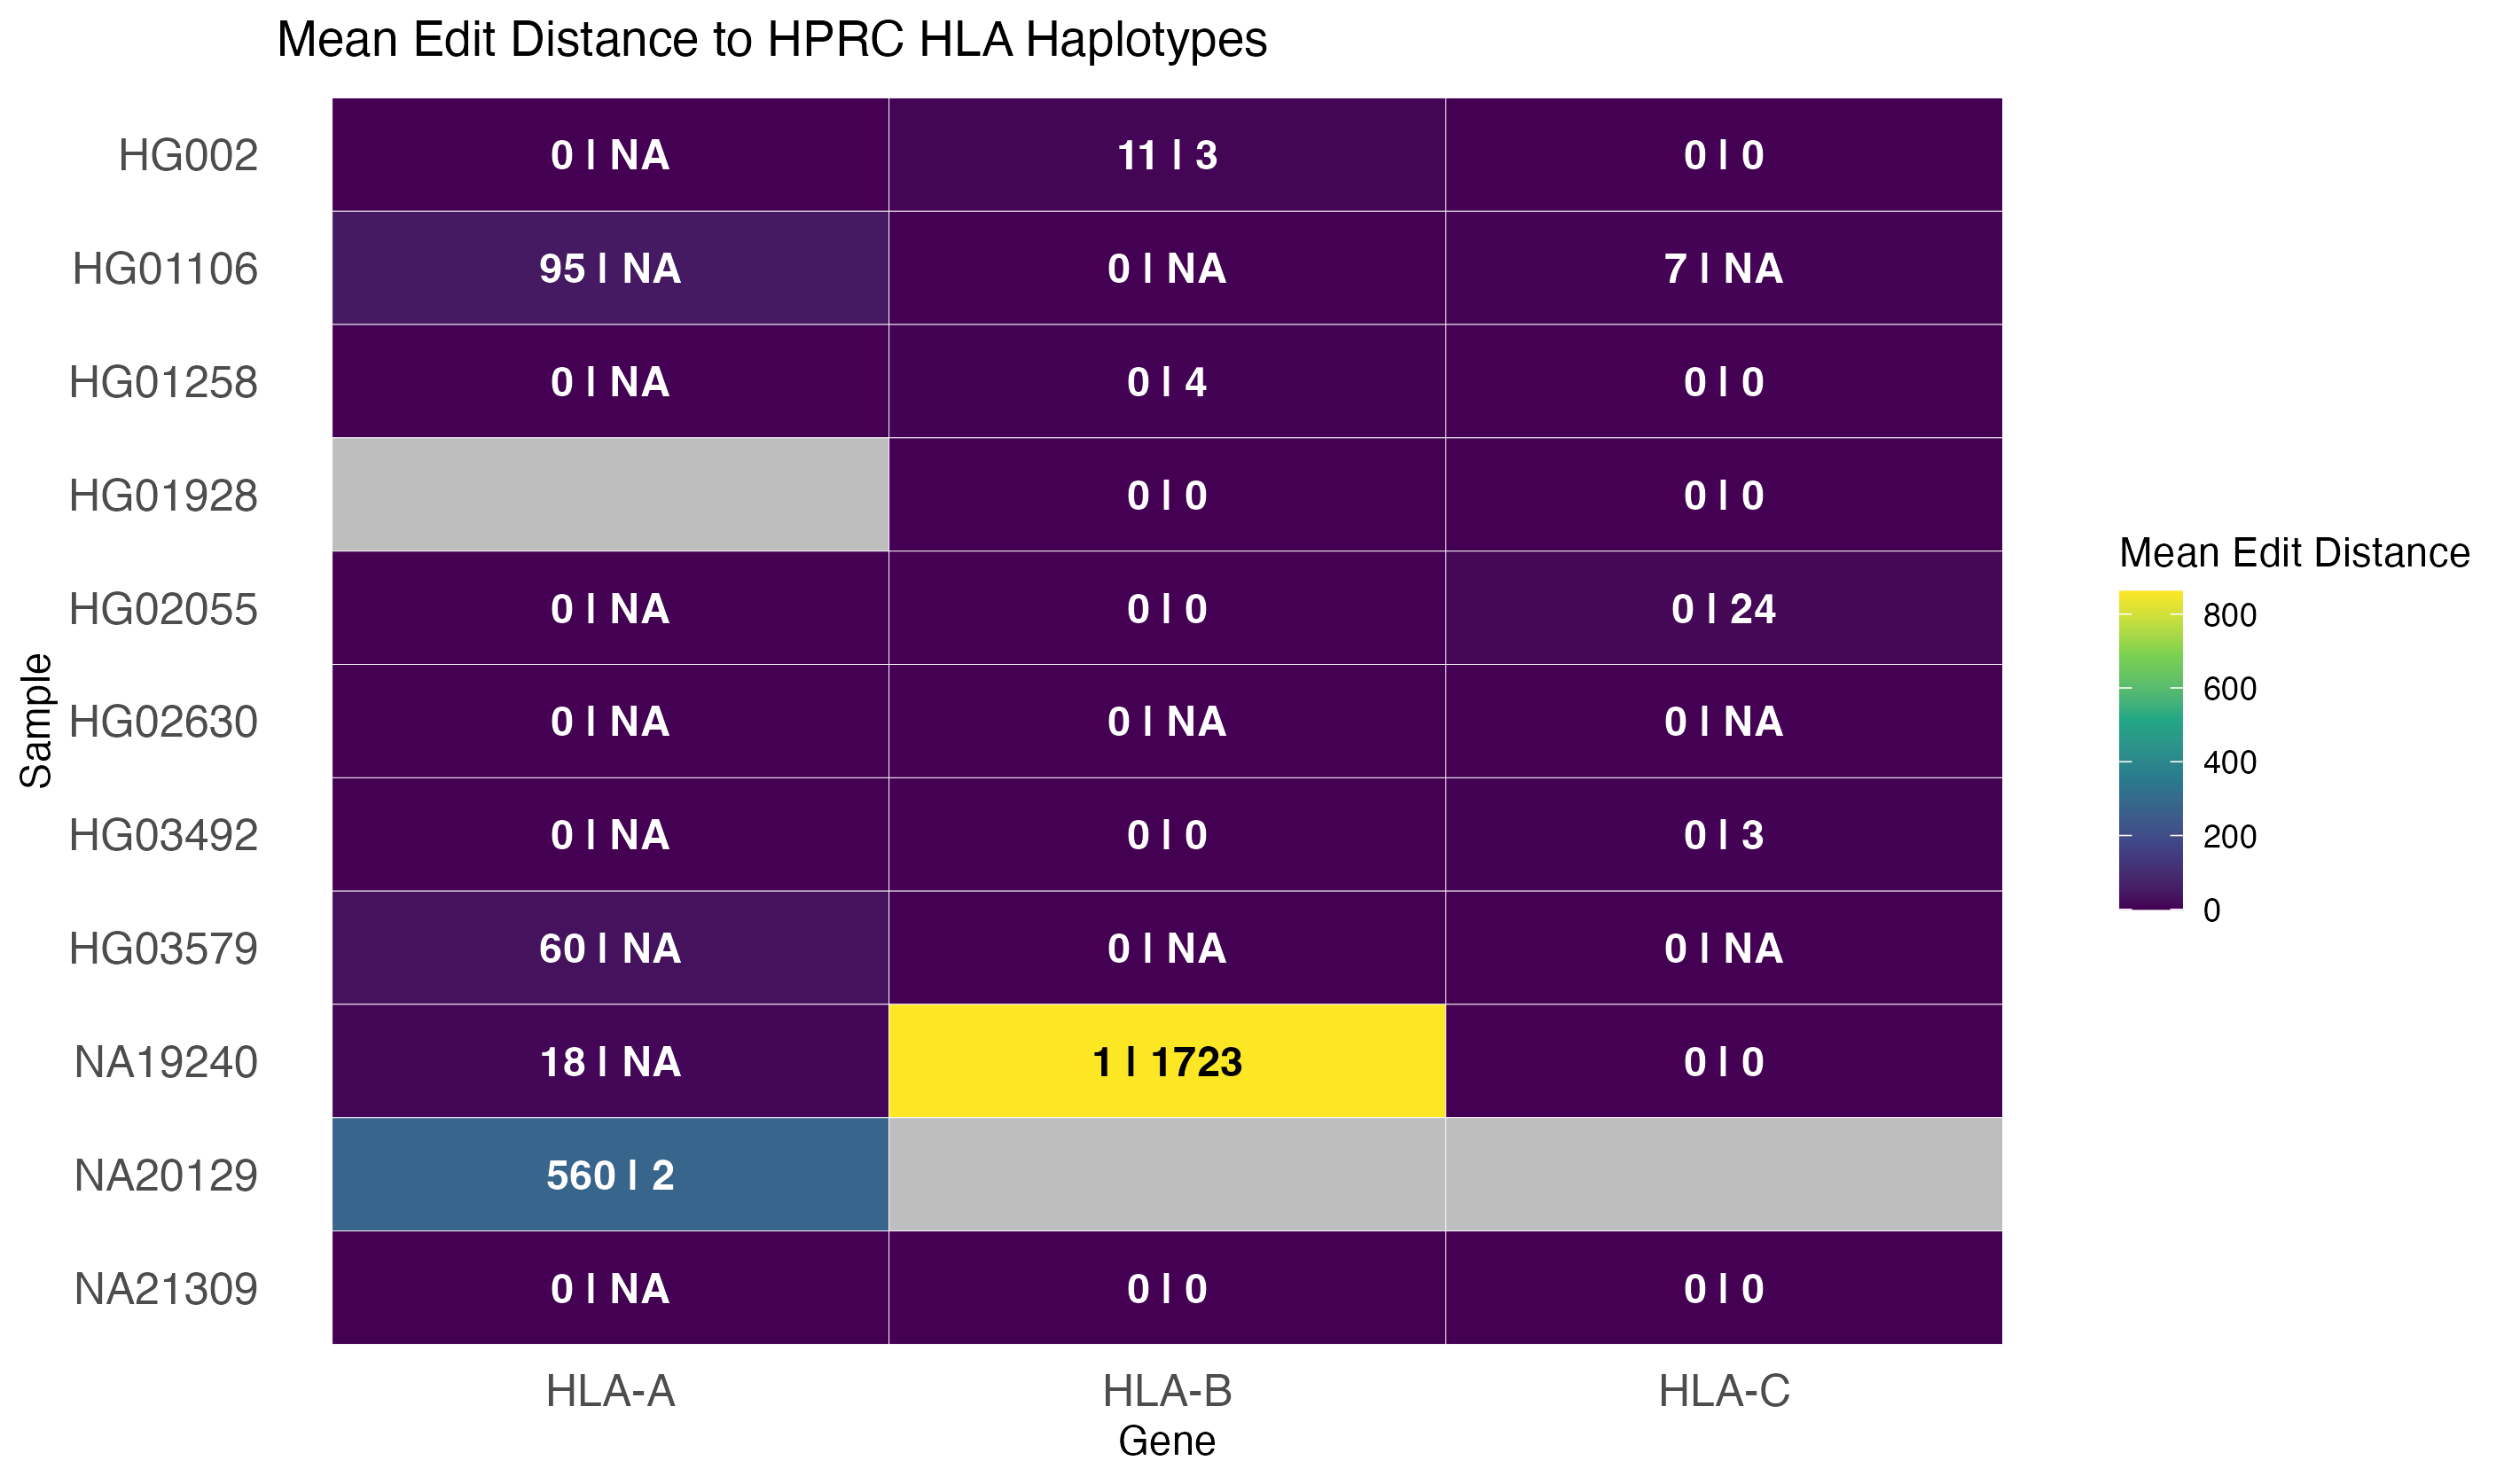 Mean Edit Distance to HPRC HLA Haplotypes
HG002
0 | NA
11 | 3
0 | 0
HG01106
95 | NA
0 | NA
7 | NA
HG01258
0 | NA
0 | 4
0 | 0
HG01928
0 | 0
0 | 0
HG02055
0 | NA
0 | 0
0 | 24
HG02630
0 | NA
0 | NA
0 | NA
HG03492
0 | NA
0 | 0
0 | 3
HG03579
60 | NA
0 | NA
0 | NA
NA19240
18 | NA
1 | 1723
0 | 0
NA20129
560 | 2
NA21309
0 | NA
0 | 0
0 | 0
Sample
HLA-A
HLA-B
HLA-C
Gene
Mean Edit Distance
800
600
400
200
0